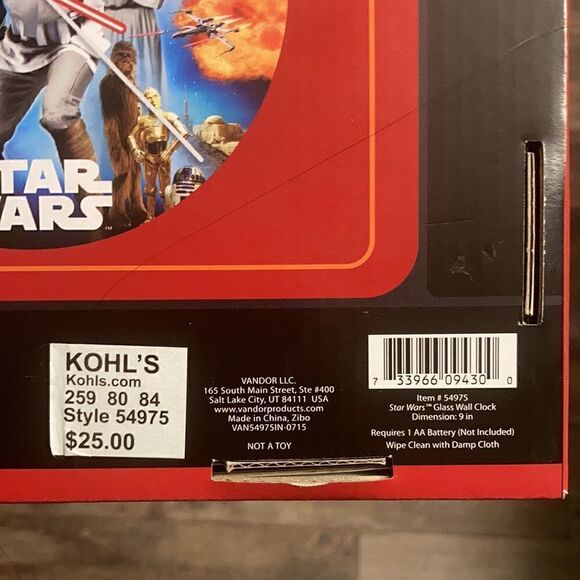 TAR
WARS
™
KOHL'S
Kohls.com
259 80 84
Style 54975
$25.00
VANDOR LLC.
165 South Main Street, Ste #400
Salt Lake City, UT 84111 USA
www.vandorproducts.com
Made in China, Zibo
VAN54975IN-0715
NOT A TOY
7 33966 09430 0
Item # 54975
Star Wars™ Glass Wall Clock
Dimension: 9 in
Requires 1 AA Battery (Not Included)
Wipe Clean with Damp Cloth